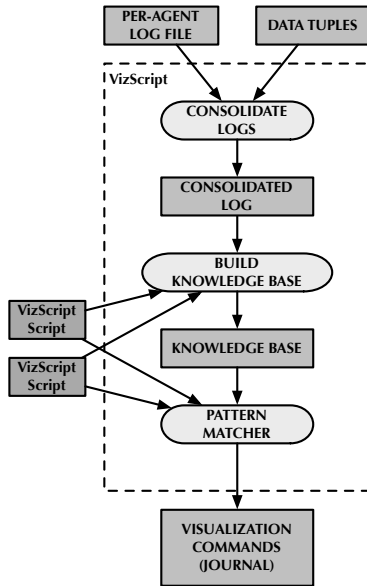 PER-AGENT
LOG FILE
DATA TUPLES
VizScript
CONSOLIDATE
LOGS
CONSOLIDATED
LOG
BUILD
KNOWLEDGE BASE
VizScript
Script
KNOWLEDGE BASE
VizScript
Script
PATTERN
MATCHER
VISUALIZATION
COMMANDS
(JOURNAL)